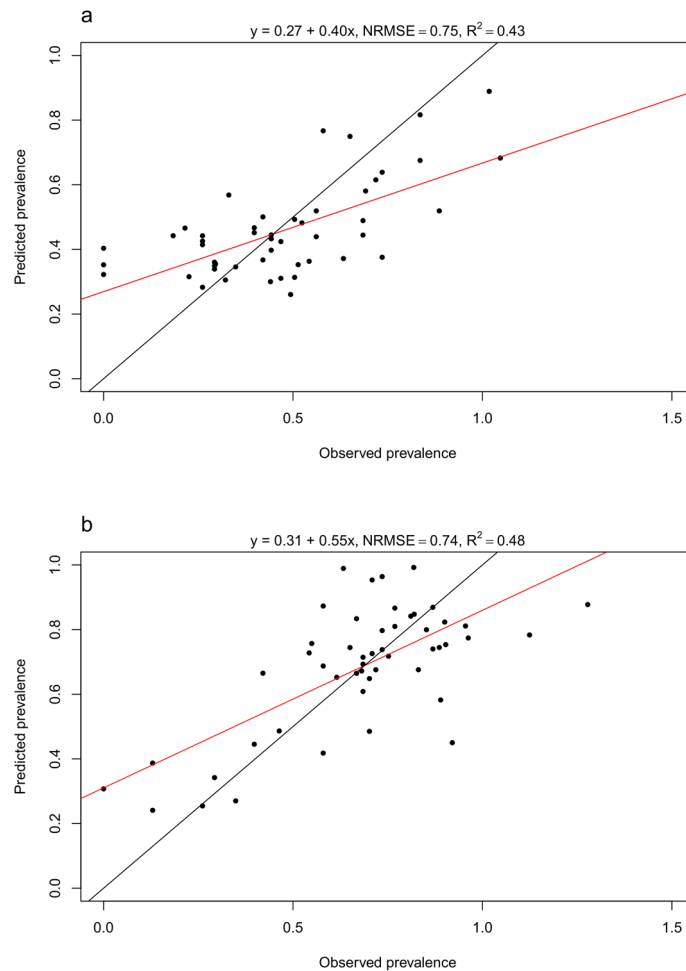 a
y = 0.27 + 0.40x, NRMSE = 0.75, R² = 0.43
Predicted prevalence
1.0
0.8
0.6
0.4
0.2
0.0
0.0 0.5 1.0 1.5
Observed prevalence
b
y = 0.31 + 0.55x, NRMSE = 0.74, R² = 0.48
Predicted prevalence
1.0
0.8
0.6
0.4
0.2
0.0
0.0 0.5 1.0 1.5
Observed prevalence